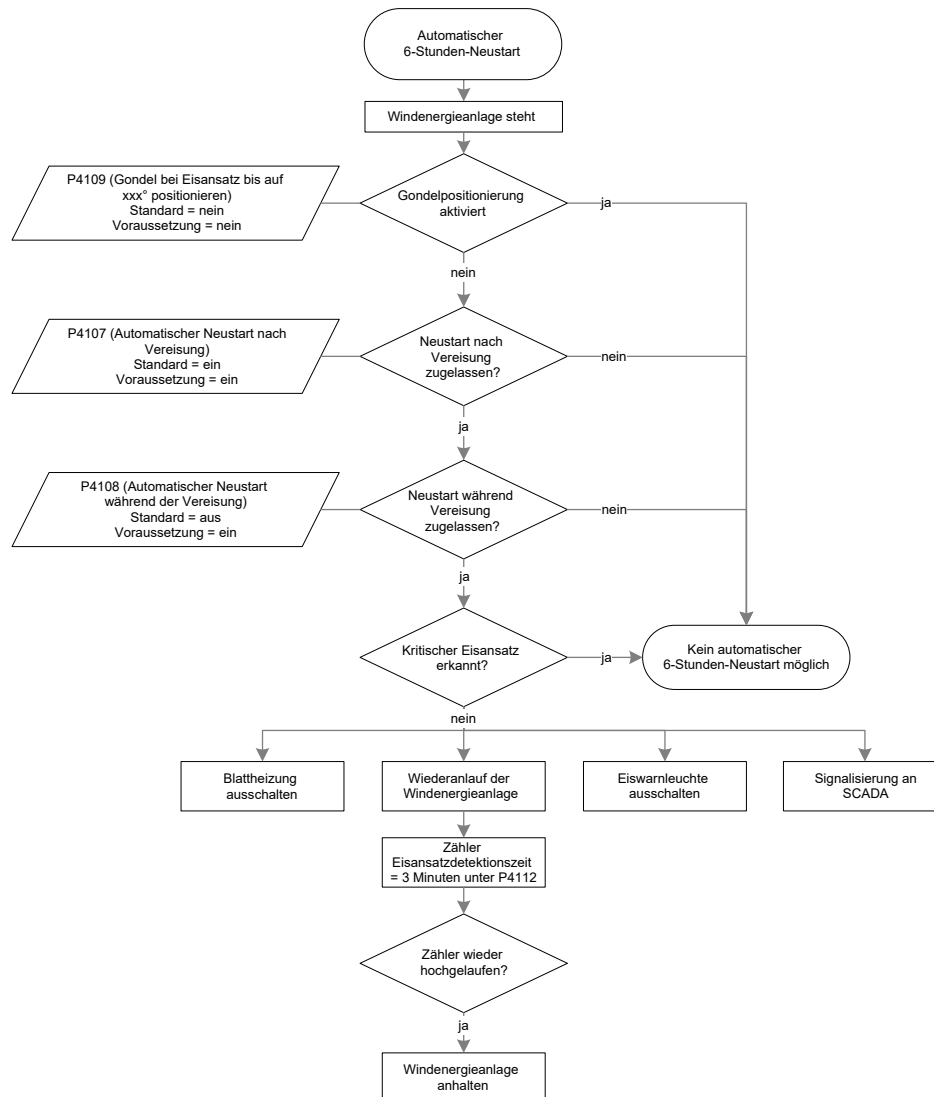 Automatischer
6-Stunden-Neustart
Windenergieanlage steht
P4109 (Gondel bei Eisansatz bis auf
xxx° positionieren)
Standard = nein
Voraussetzung = nein
Gondelpositionierung
aktiviert
ja
nein
P4107 (Automatischer Neustart nach
Vereisung)
Standard = ein
Voraussetzung = ein
Neustart nach
Vereisung
zugelassen?
nein
ja
P4108 (Automatischer Neustart
während der Vereisung)
Standard = aus
Voraussetzung = ein
Neustart während
Vereisung
zugelassen?
nein
ja
Kritischer Eisansatz
erkannt?
ja
Kein automatischer
6-Stunden-Neustart möglich
nein
Blattheizung
ausschalten
Wiederanlauf der
Windenergieanlage
Eiswarnleuchte
ausschalten
Signalisierung an
SCADA
Zähler
Eisansatzdetektionszeit
= 3 Minuten unter P4112
Zähler wieder
hochgelaufen?
ja
Windenergieanlage
anhalten